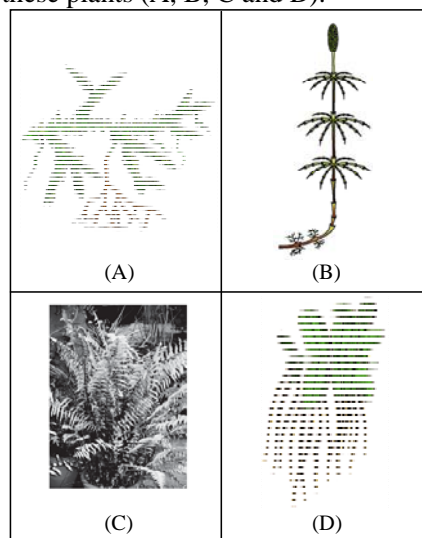 these plants (A, B, C and D):
(A)
(B)
(C)
(D)